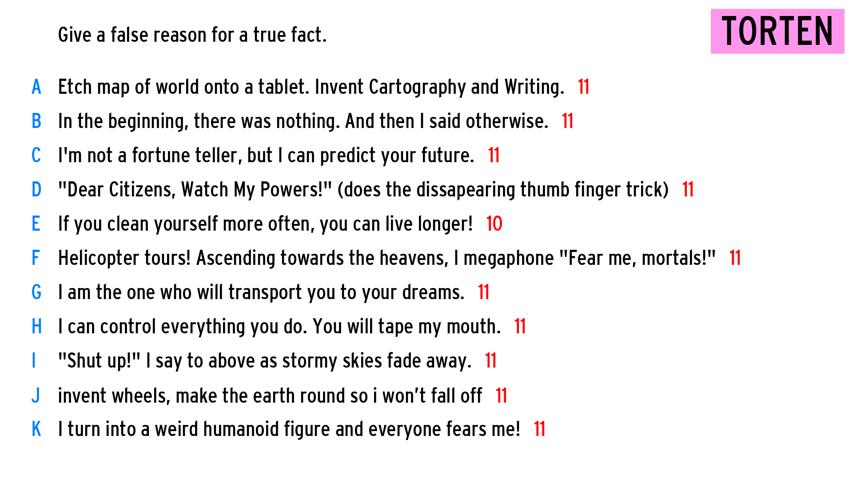 Give a false reason for a true fact.
TORTEN
A Etch map of world onto a tablet. Invent Cartography and Writing. 11
B In the beginning, there was nothing. And then I said otherwise. 11
C I'm not a fortune teller, but I can predict your future. 11
D "Dear Citizens, Watch My Powers!" (does the dissapearing thumb finger trick) 11
E If you clean yourself more often, you can live longer! 10
F Helicopter tours! Ascending towards the heavens, I megaphone "Fear me, mortals!" 11
G I am the one who will transport you to your dreams. 11
H I can control everything you do. You will tape my mouth. 11
I "Shut up!" I say to above as stormy skies fade away. 11
J invent wheels, make the earth round so i won’t fall off 11
K I turn into a weird humanoid figure and everyone fears me! 11